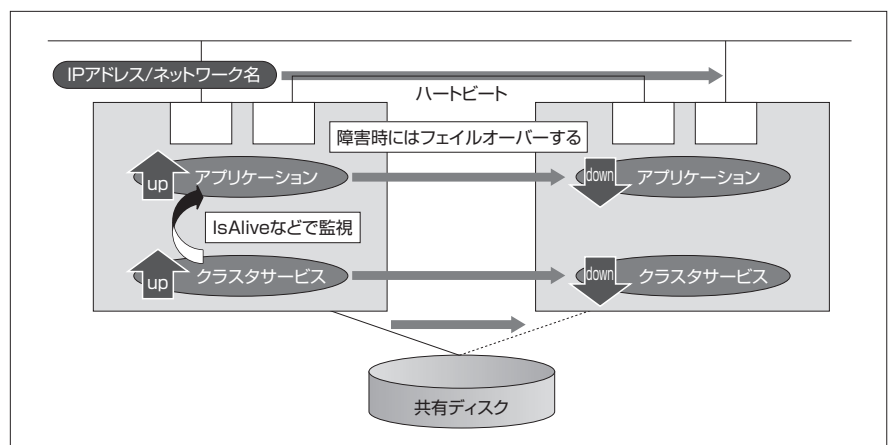 IPアドレス/ネットワーク名
ハートビート
障害時にはフェイルオーバーする
up
アプリケーション
down
アプリケーション
IsAliveなどで監視
up
クラスタサービス
down
クラスタサービス
共有ディスク